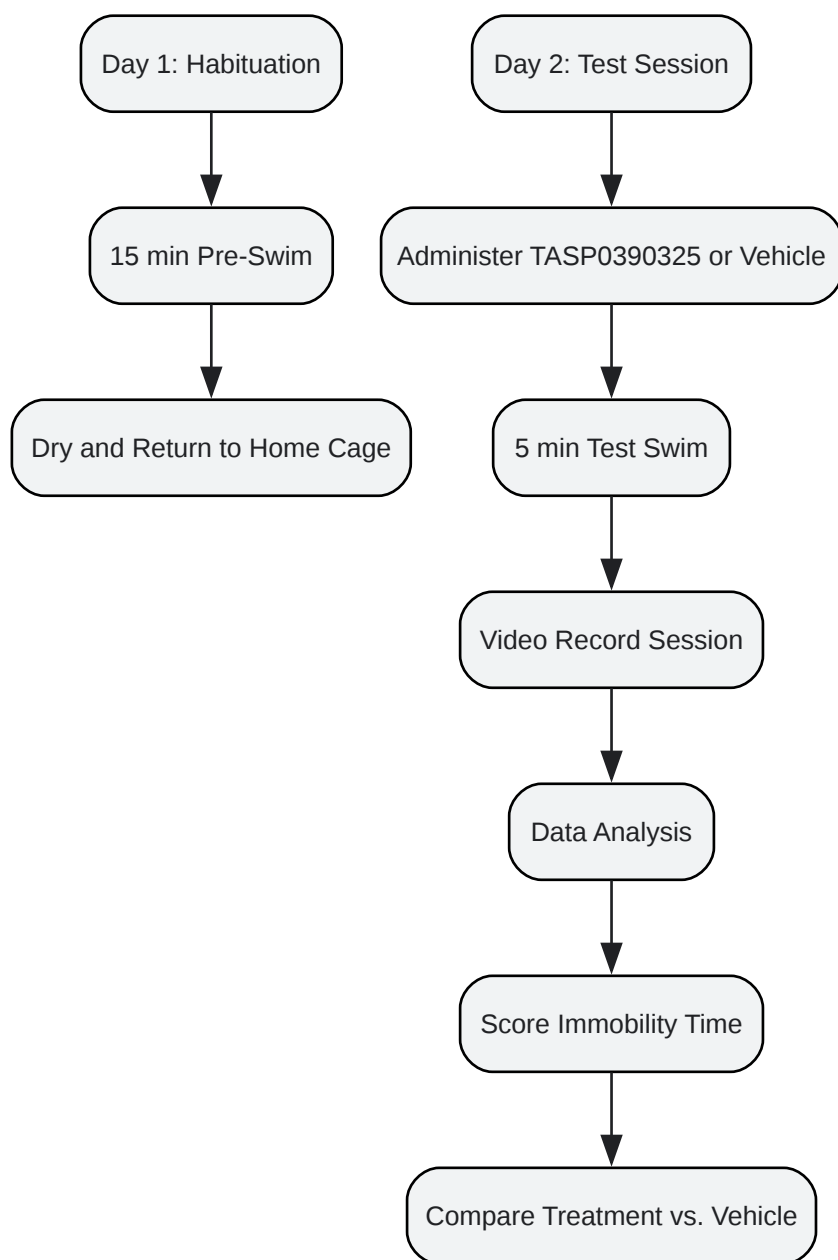 Day 1: Habituation
15 min Pre-Swim
Dry and Return to Home Cage
Day 2: Test Session
Administer TASP0390325 or Vehicle
5 min Test Swim
Video Record Session
Data Analysis
Score Immobility Time
Compare Treatment vs. Vehicle